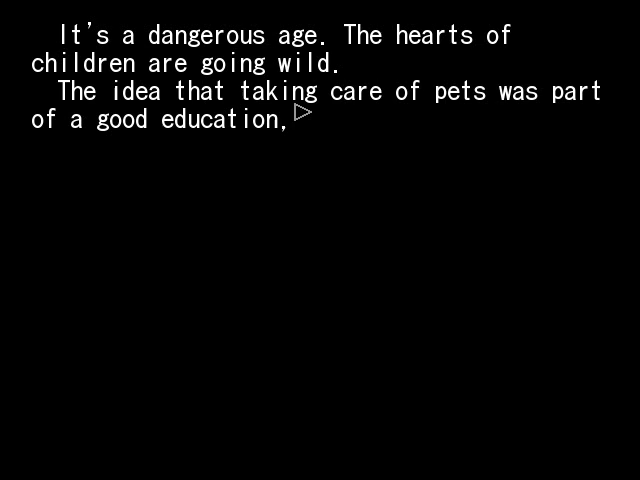 It's a dangerous age. The hearts of
children are going wild.
The idea that taking care of pets was part
of a good education,